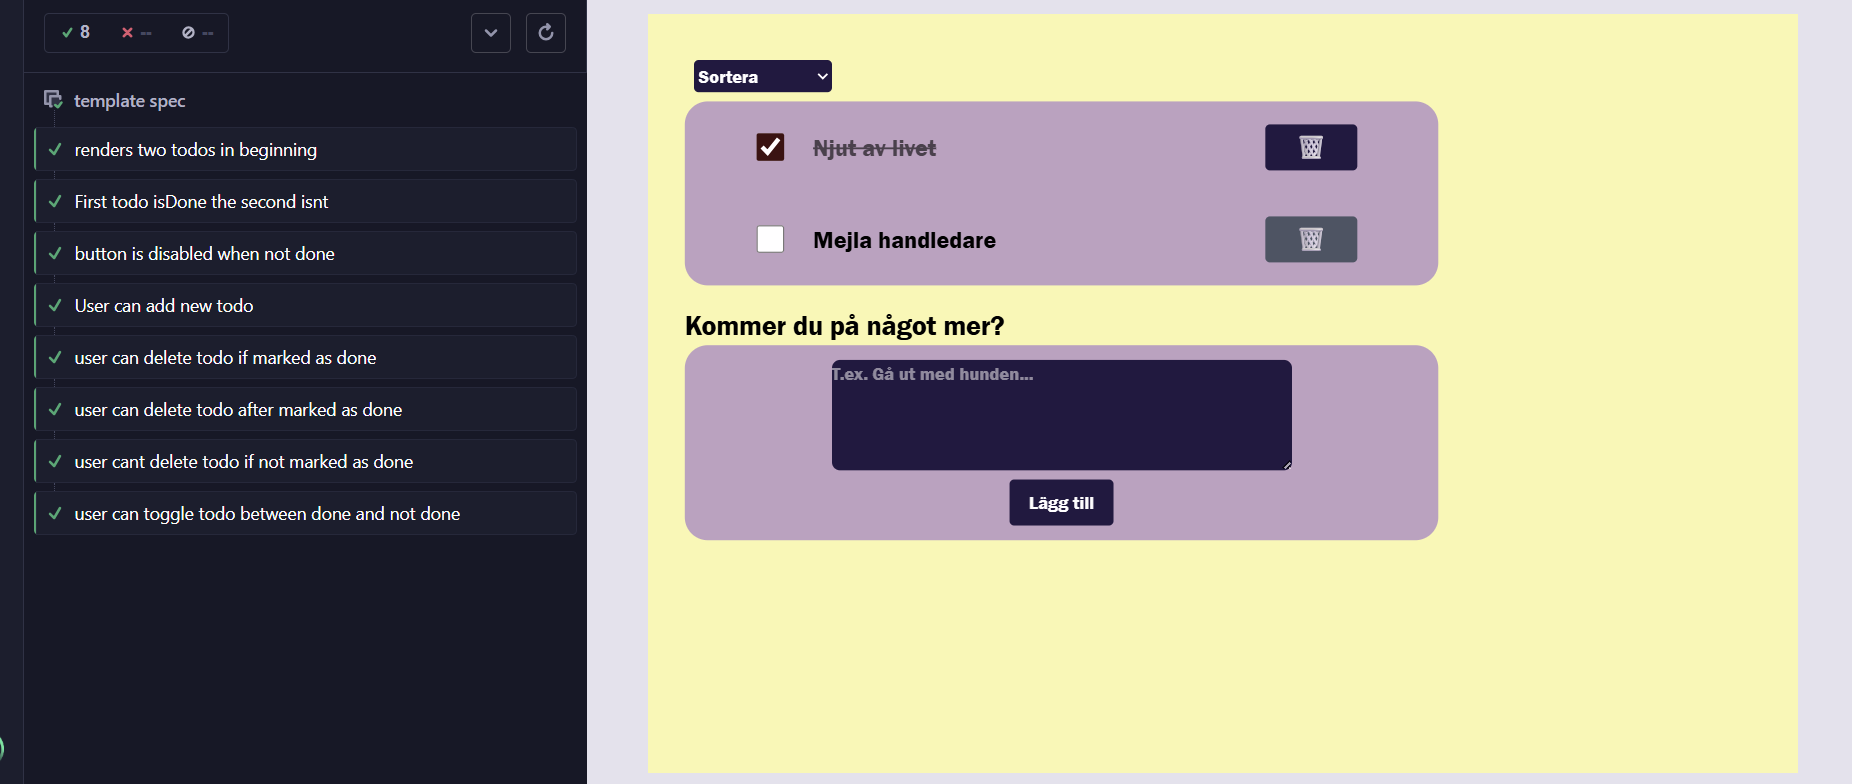 8 -- --
template spec
renders two todos in beginning
First todo isDone the second isnt
button is disabled when not done
User can add new todo
user can delete todo if marked as done
user can delete todo after marked as done
user cant delete todo if not marked as done
user can toggle todo between done and not done
Sortera
Njut av livet
Mejla handledare
Kommer du på något mer?
T.ex. Gå ut med hunden...
Lägg till